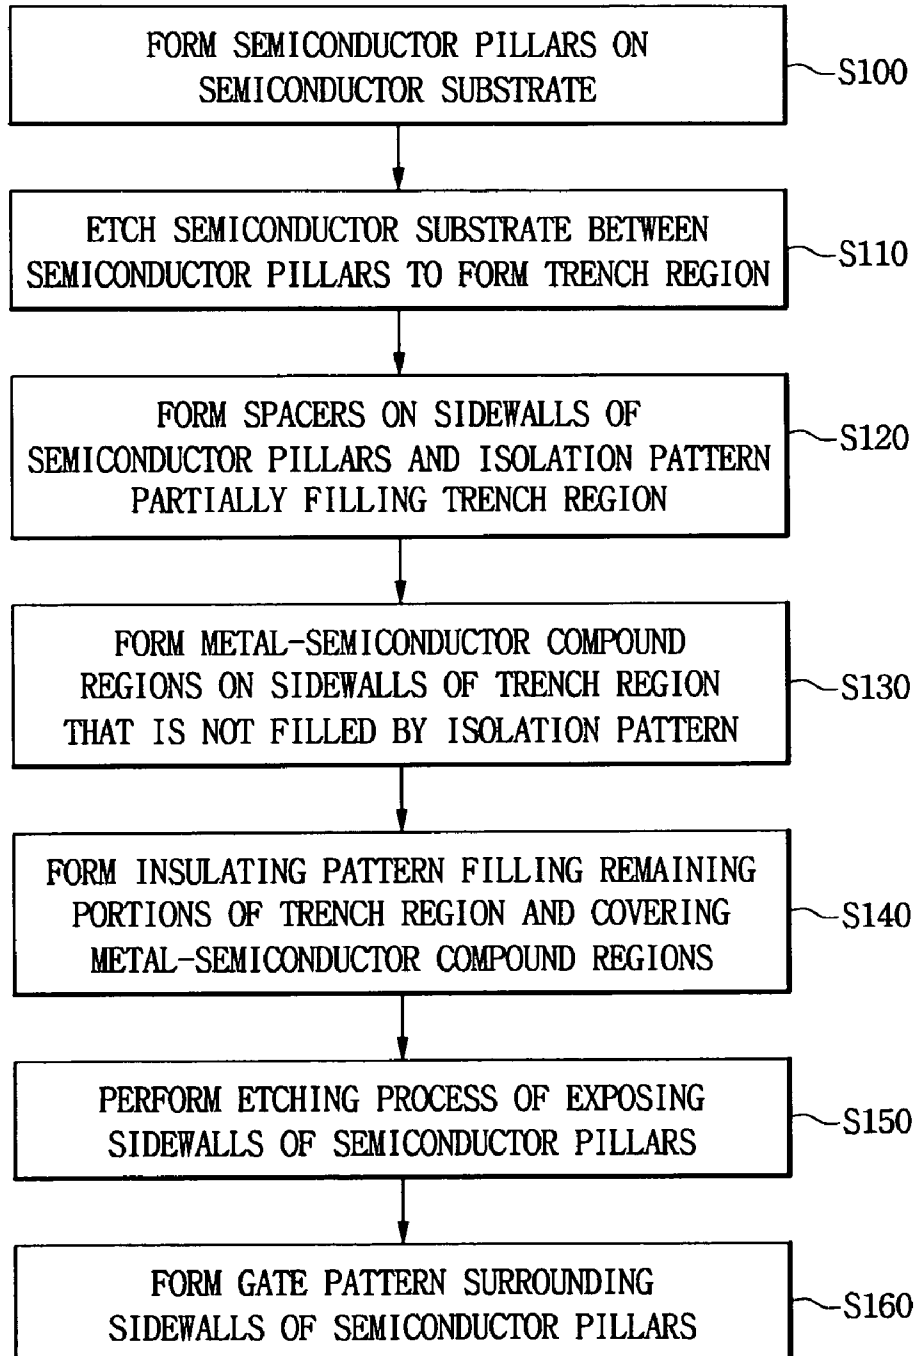 FORM SEMICONDUCTOR PILLARS ON
SEMICONDUCTOR SUBSTRATE
S100
ETCH SEMICONDUCTOR SUBSTRATE BETWEEN
SEMICONDUCTOR PILLARS TO FORM TRENCH REGION
S110
FORM SPACERS ON SIDEWALLS OF
SEMICONDUCTOR PILLARS AND ISOLATION PATTERN
PARTIALLY FILLING TRENCH REGION
S120
FORM METAL-SEMICONDUCTOR COMPOUND
REGIONS ON SIDEWALLS OF TRENCH REGION
THAT IS NOT FILLED BY ISOLATION PATTERN
S130
FORM INSULATING PATTERN FILLING REMAINING
PORTIONS OF TRENCH REGION AND COVERING
METAL-SEMICONDUCTOR COMPOUND REGIONS
S140
PERFORM ETCHING PROCESS OF EXPOSING
SIDEWALLS OF SEMICONDUCTOR PILLARS
S150
FORM GATE PATTERN SURROUNDING
SIDEWALLS OF SEMICONDUCTOR PILLARS
S160